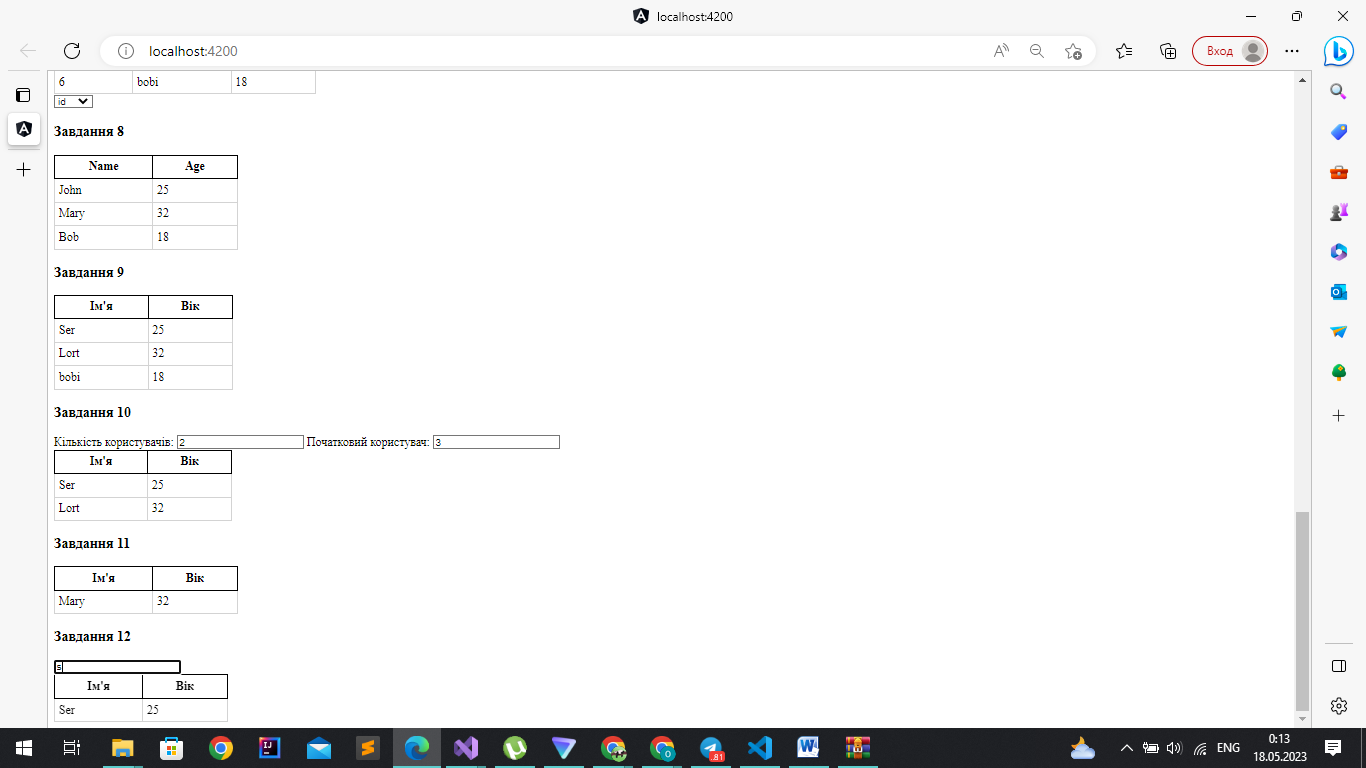 localhost:4200
localhost:4200
Вход
6 bobi 18
id
Завдання 8
Name Age
John 25
Mary 32
Bob 18
Завдання 9
Ім'я Вік
Ser 25
Lort 32
bobi 18
Завдання 10
Кількість користувачів: 2 Початковий користувач: 3
Ім'я Вік
Ser 25
Lort 32
Завдання 11
Ім'я Вік
Mary 32
Завдання 12
s
Ім'я Вік
Ser 25
81
ENG
0:13
18.05.2023